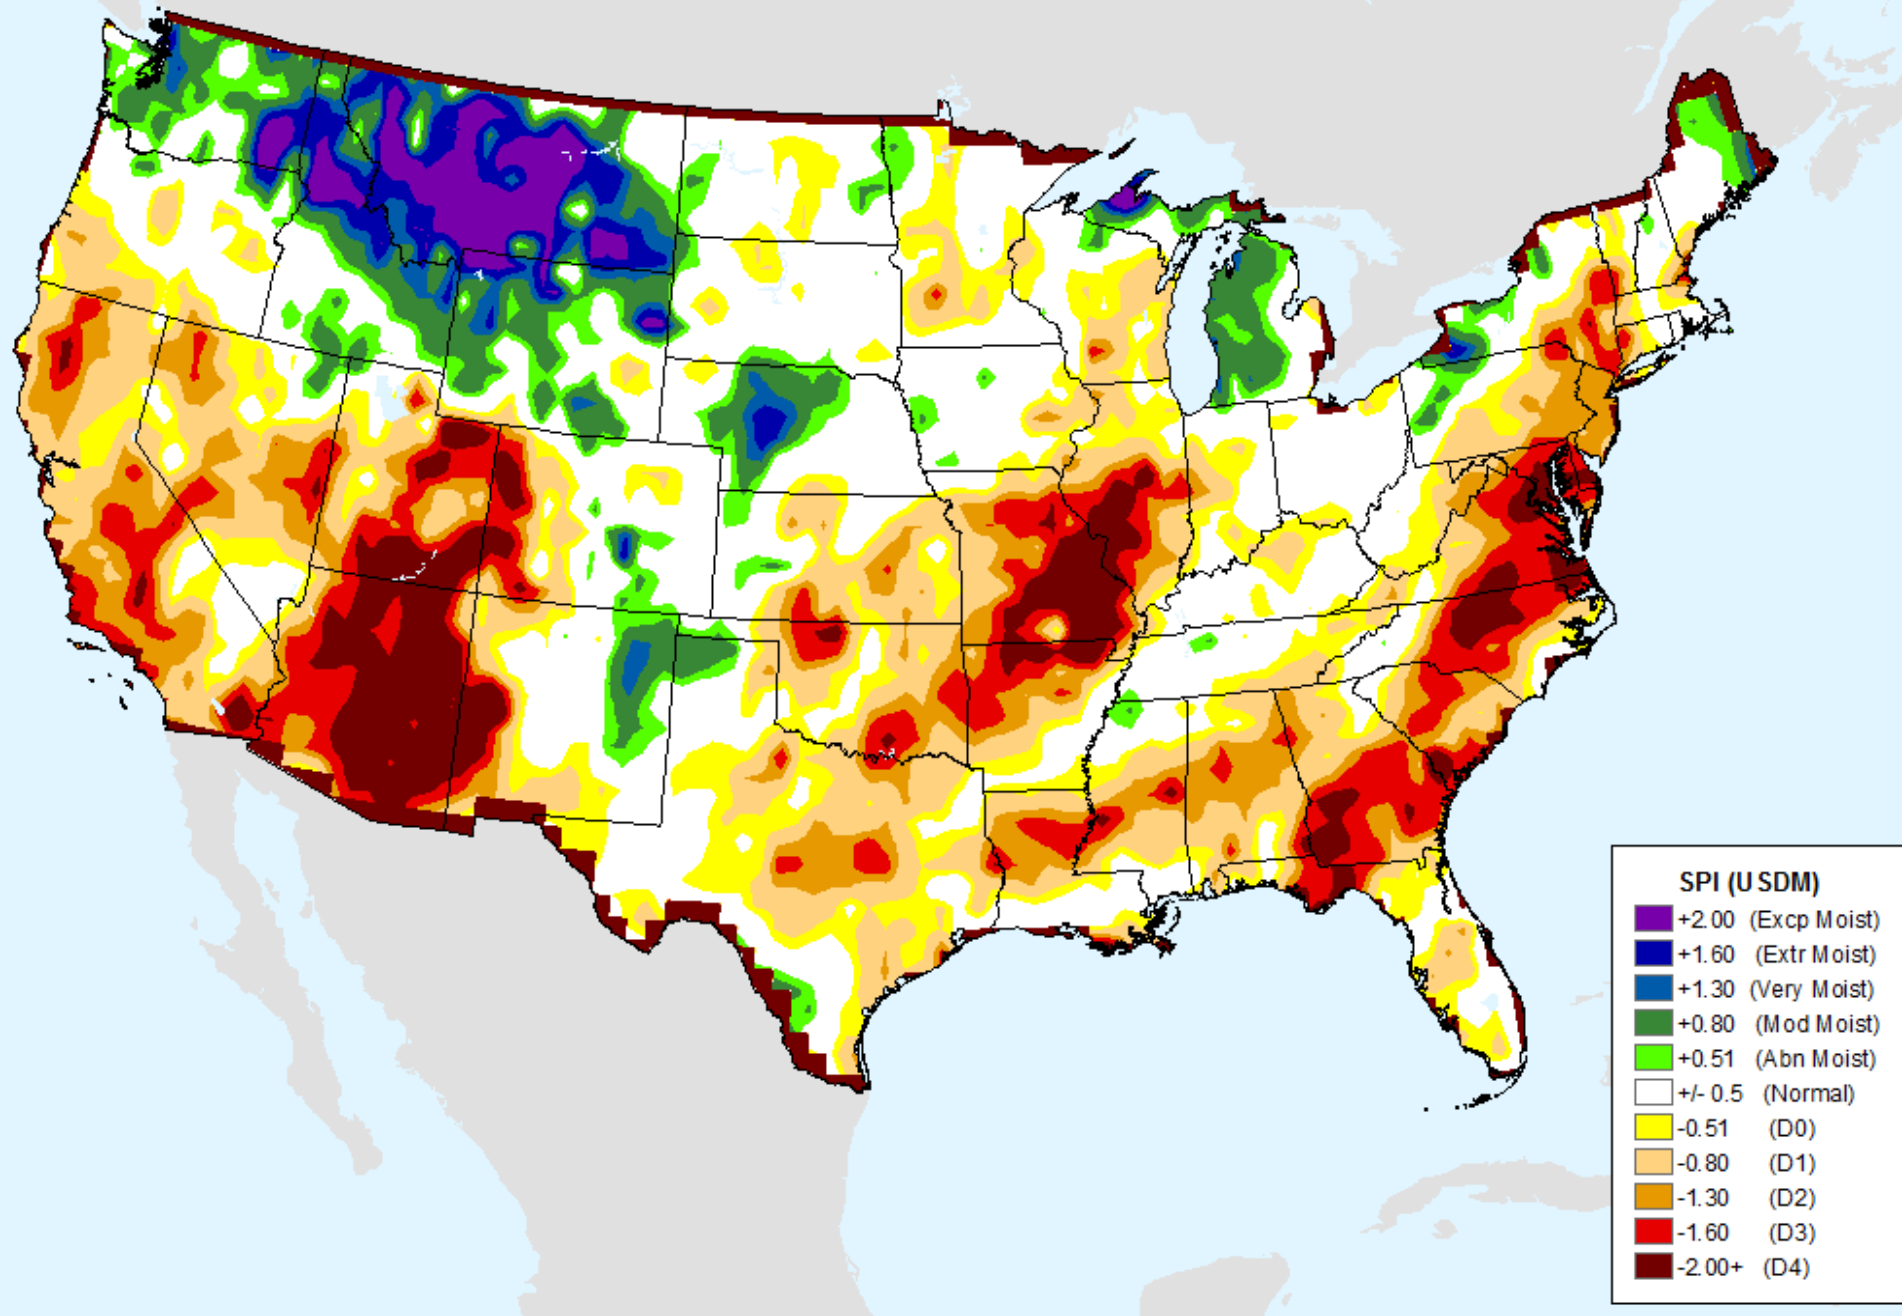 SPI (USDM)
+2.00 (Excp Moist)
+1.60 (Extr Moist)
+1.30 (Very Moist)
+0.80 (Mod Moist)
+0.51 (Abn Moist)
+/- 0.5 (Normal)
-0.51 (D0)
-0.80 (D1)
-1.30 (D2)
-1.60 (D3)
-2.00+ (D4)